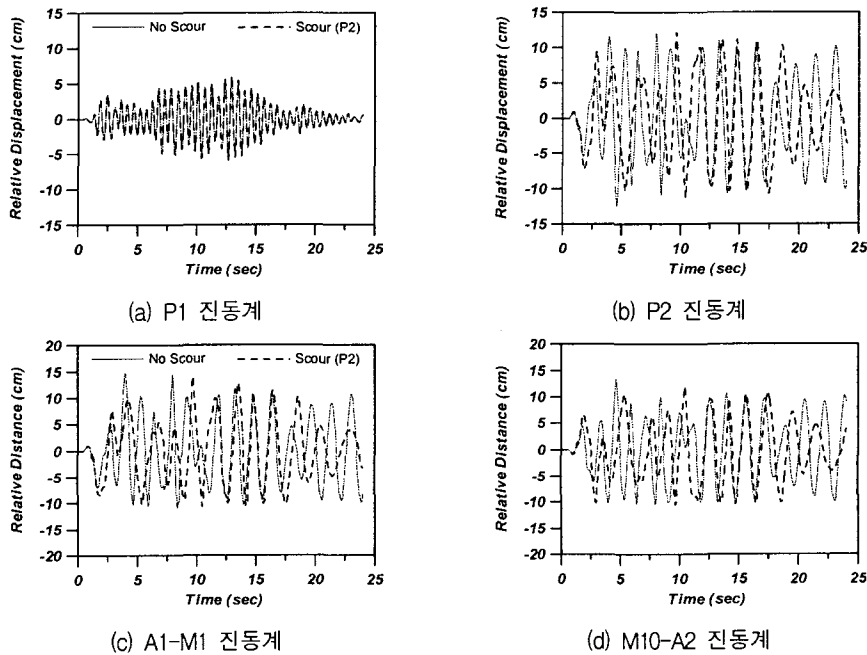 No Scour Scour (P2)
15
10
5
0
-5
-10
-15
Relative Displacement (cm)
0 5 10 15 20 25
Time (sec)
(a) P1 진동계
15
10
5
0
-5
-10
-15
Relative Displacement (cm)
0 5 10 15 20 25
Time (sec)
(b) P2 진동계
No Scour Scour (P2)
20
15
10
5
0
-5
-10
-15
-20
Relative Distance (cm)
0 5 10 15 20 25
Time (sec)
(c) A1-M1 진동계
20
15
10
5
0
-5
-10
-15
-20
Relative Distance (cm)
0 5 10 15 20 25
Time (sec)
(d) M10-A2 진동계